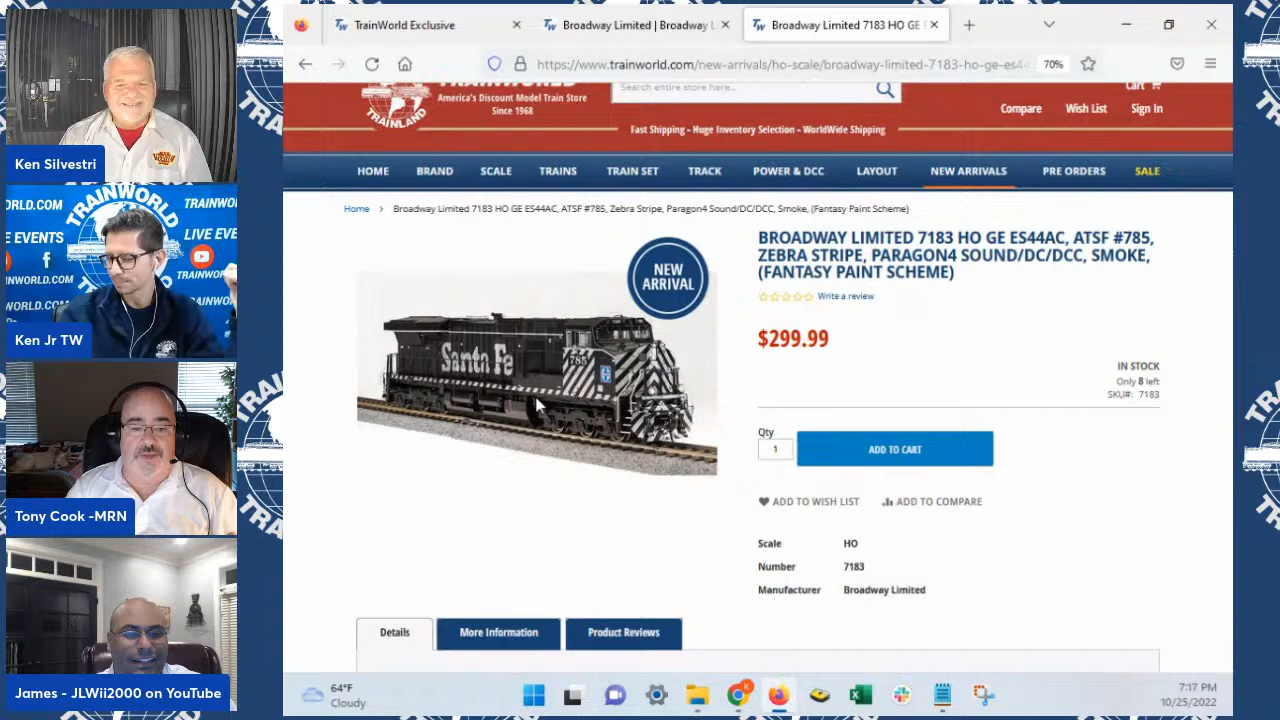 Ken Silvestri
TRAINWORLD
Ken Jr TW
Tony Cook -MRN
James - JLWii2000 on YouTube
TrainWorld Exclusive
Broadway Limited | Broadway L
Broadway Limited 7183 HO GE
https://www.trainworld.com/new-arrivals/ho-scale/broadway-limited-7183-ho-ge-es44
70%
TRAINLAND
America's Discount Model Train Store
Since 1968
Search entire store here...
Cart
Compare
Wish List
Sign In
Fast Shipping - Huge Inventory Selection - WorldWide Shipping
HOME
BRAND
SCALE
TRAINS
TRAIN SET
TRACK
POWER & DCC
LAYOUT
NEW ARRIVALS
PRE ORDERS
SALE
Home > Broadway Limited 7183 HO GE ES44AC, ATSF #785, Zebra Stripe, Paragon4 Sound/DC/DCC, Smoke, (Fantasy Paint Scheme)
NEW
ARRIVAL
Santa Fe
785
BROADWAY LIMITED 7183 HO GE ES44AC, ATSF #785,
ZEBRA STRIPE, PARAGON4 SOUND/DC/DCC, SMOKE,
(FANTASY PAINT SCHEME)
Write a review
$299.99
IN STOCK
Only 8 left
SKU#: 7183
Qty
1
ADD TO CART
ADD TO WISH LIST
ADD TO COMPARE
Scale HO
Number 7183
Manufacturer Broadway Limited
Details
More Information
Product Reviews
64°F
Cloudy
7:17 PM
10/25/2022